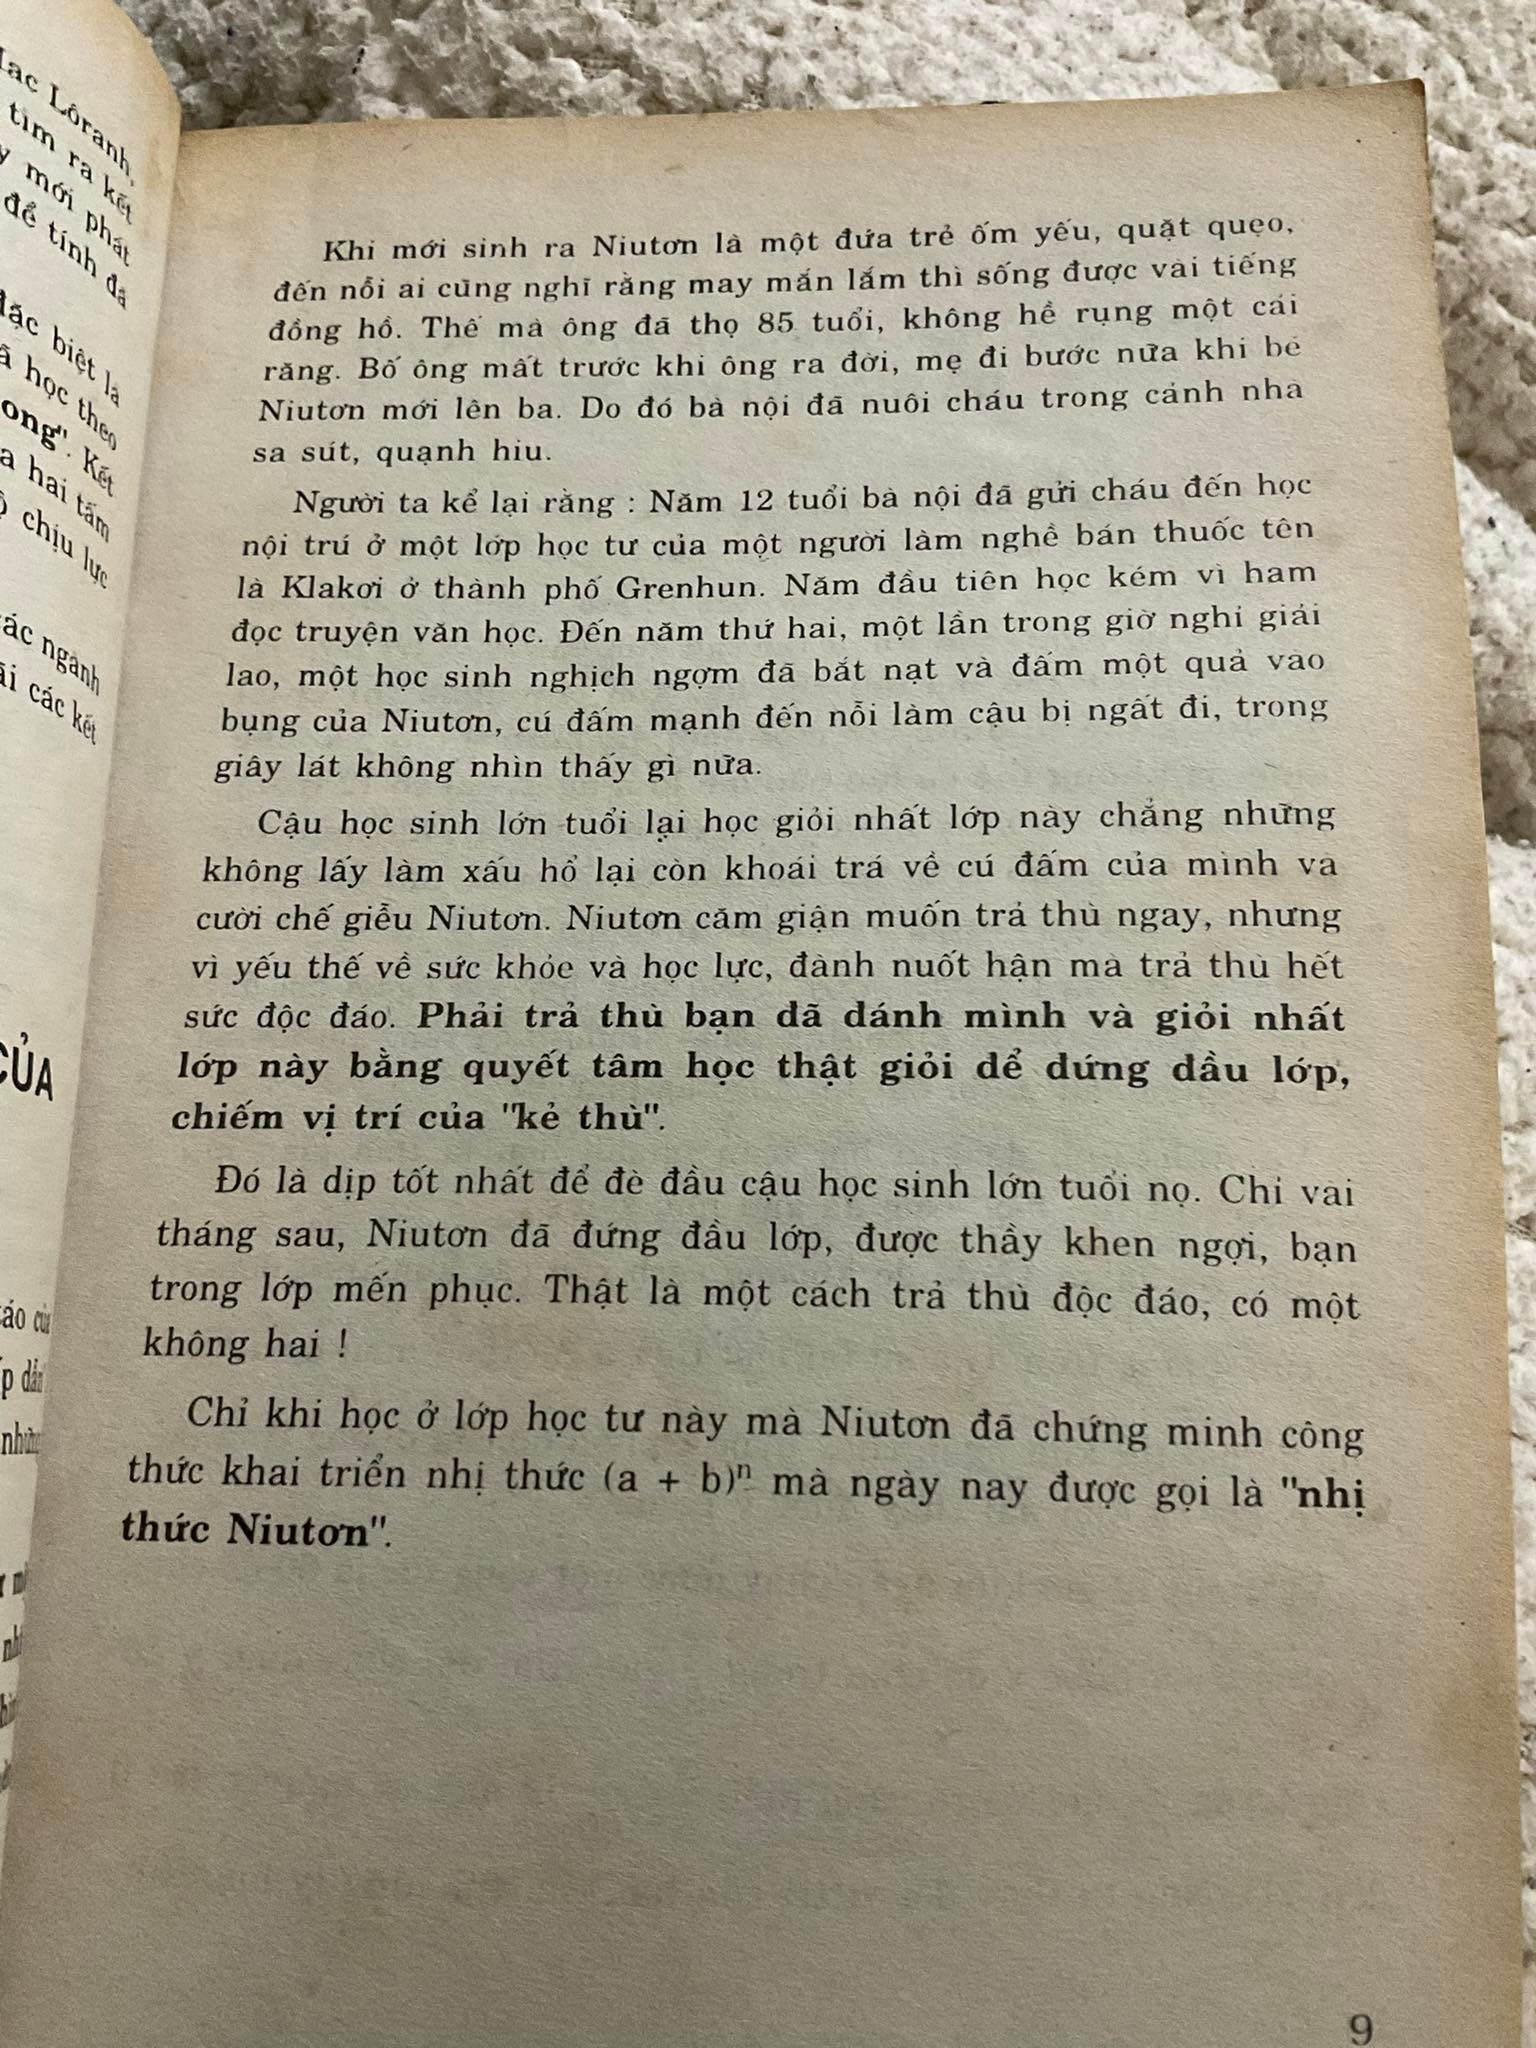 lac Lôranh,
tìm ra kết
y mới phát
để tính đã
đặc biệt là
ã học theo
ong". Kết
a hai tấm
ộ chịu lực
các ngành
ãi các kết
CỦA
táo của
ấp dẫn
những
Khi mới sinh ra Niutơn là một đứa trẻ ốm yếu, quặt quẹo,
đến nỗi ai cũng nghĩ rằng may mắn lắm thì sống được vài tiếng
đồng hồ. Thế mà ông đã thọ 85 tuổi, không hề rụng một cái
răng. Bố ông mất trước khi ông ra đời, mẹ đi bước nữa khi bé
Niutơn mới lên ba. Do đó bà nội đã nuôi cháu trong cảnh nhà
sa sút, quạnh hiu.
Người ta kể lại rằng : Năm 12 tuổi bà nội đã gửi cháu đến học
nội trú ở một lớp học tư của một người làm nghề bán thuốc tên
là Klakơi ở thành phố Grenhun. Năm đầu tiên học kém vì ham
đọc truyện văn học. Đến năm thứ hai, một lần trong giờ nghỉ giải
lao, một học sinh nghịch ngợm đã bắt nạt và đấm một quả vào
bụng của Niutơn, cú đấm mạnh đến nỗi làm cậu bị ngất đi, trong
giây lát không nhìn thấy gì nữa.
Cậu học sinh lớn tuổi lại học giỏi nhất lớp này chẳng những
không lấy làm xấu hổ lại còn khoái trá về cú đấm của mình và
cười chế giễu Niutơn. Niutơn căm giận muốn trả thù ngay, nhưng
vì yếu thế về sức khỏe và học lực, đành nuốt hận mà trả thù hết
sức độc đáo. Phải trả thù bạn đã đánh mình và giỏi nhất
lớp này bằng quyết tâm học thật giỏi để đứng đầu lớp,
chiếm vị trí của "kẻ thù".
Đó là dịp tốt nhất để đè đầu cậu học sinh lớn tuổi nọ. Chỉ vài
tháng sau, Niutơn đã đứng đầu lớp, được thầy khen ngợi, bạn
trong lớp mến phục. Thật là một cách trả thù độc đáo, có một
không hai !
Chỉ khi học ở lớp học tư này mà Niutơn đã chứng minh công
thức khai triển nhị thức (a + b)ⁿ mà ngày nay được gọi là "nhị
thức Niutơn".
9